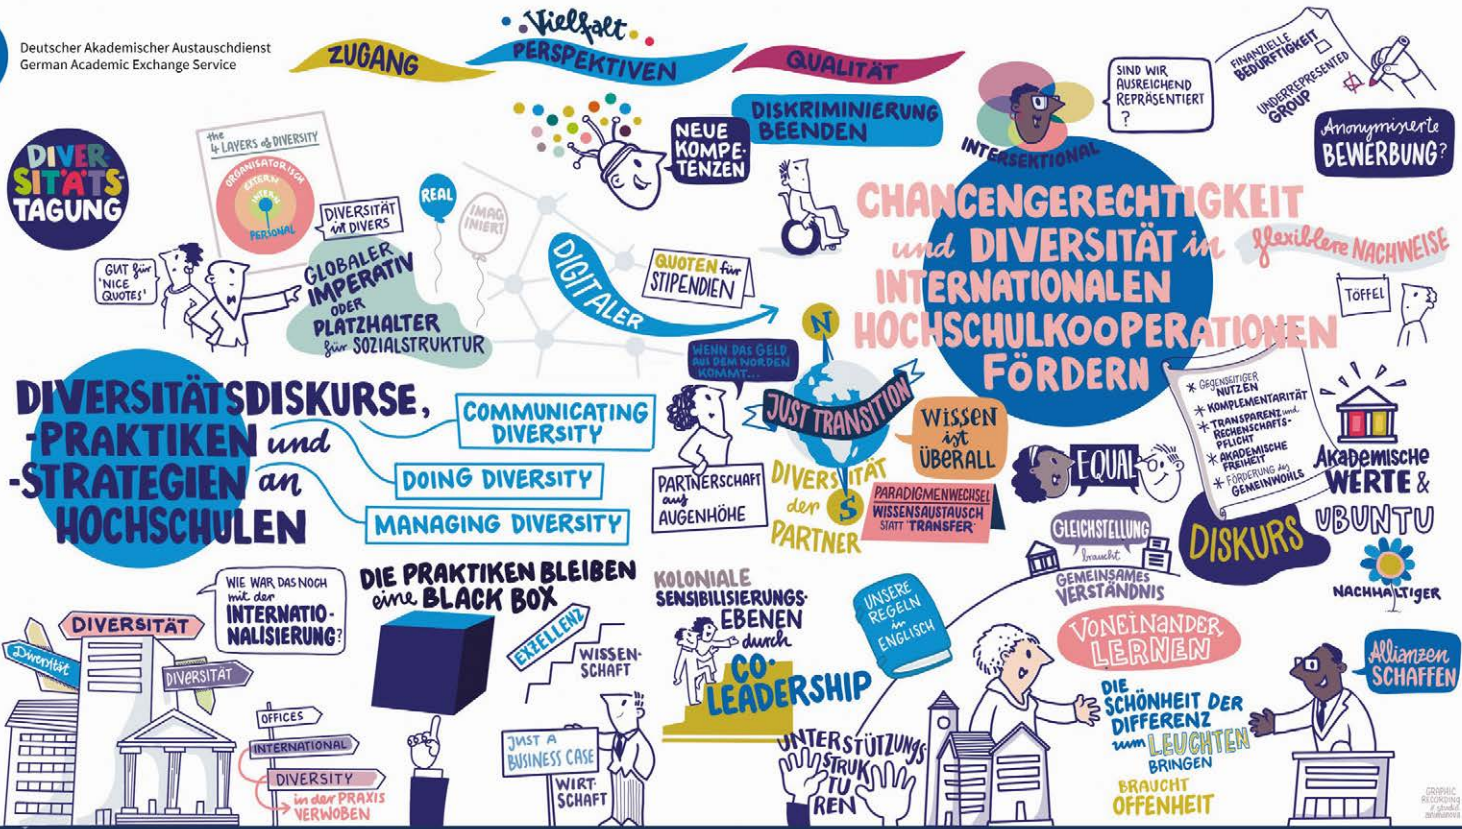 Deutscher Akademischer Austauschdienst
German Academic Exchange Service
ZUGANG
Vielfalt
PERSPEKTIVEN
QUALITÄT
DIVER-
SITÄTS-
TAGUNG
the
4 LAYERS of DIVERSITY
ORGANISATORISCH
EXTERN
INTERN
PERSONAL
DIVERSITÄT
ist DIVERS
GUT für
'NICE
QUOTES'
GLOBALER
IMPERATIV
ODER
PLATZHALTER
für SOZIALSTRUKTUR
REAL
IMAG
INIERT
NEUE
KOMPE-
TENZEN
DISKRIMINIERUNG
BEENDEN
DIGITALER
QUOTEN für
STIPENDIEN
INTERSEKTIONAL
SIND WIR
AUSREICHEND
REPRÄSENTIERT
?
FINANZIELLE
BEDÜRFTIGKEIT
UNDERREPRESENTED
GROUP
Anonymisierte
BEWERBUNG?
CHANCENGERECHTIGKEIT
und DIVERSITÄT in
INTERNATIONALEN
HOCHSCHULKOOPERATIONEN
FÖRDERN
flexiblere NACHWEISE
TÖFFEL
DIVERSITÄTSDISKURSE,
-PRAKTIKEN und
-STRATEGIEN an
HOCHSCHULEN
COMMUNICATING
DIVERSITY
DOING DIVERSITY
MANAGING DIVERSITY
WENN DAS GELD
AUS DEM NORDEN
KOMMT...
PARTNERSCHAFT
auf
AUGENHÖHE
N
JUST TRANSITION
S
DIVERSITÄT
der
PARTNER
WISSEN
ist
ÜBERALL
PARADIGMENWECHSEL
WISSENSAUSTAUSCH
STATT 'TRANSFER'
EQUAL
* GEGENSEITIGER
NUTZEN
* KOMPLEMENTARITÄT
* TRANSPARENZ und
RECHENSCHAFTS-
PFLICHT
* AKADEMISCHE
FREIHEIT
* FÖRDERUNG des
GEMEINWOHLS
DISKURS
AKADEMISCHE
WERTE &
UBUNTU
NACHHALTIGER
GLEICHSTELLUNG
braucht
GEMEINSAMES
VERSTÄNDNIS
WIE WAR DAS NOCH
mit der
INTERNATIO-
NALISIERUNG?
DIVERSITÄT
Diversität
DIVERSITÄT
OFFICES
INTERNATIONAL
DIVERSITY
in der PRAXIS
VERWOBEN
DIE PRAKTIKEN BLEIBEN
eine BLACK BOX
EXZELLENZ
WISSEN-
SCHAFT
JUST A
BUSINESS CASE
WIRT-
SCHAFT
KOLONIALE
SENSIBILISIERUNGS-
EBENEN
durch
CO-
LEADERSHIP
UNSERE
REGELN
in
ENGLISCH
UNTERSTÜTZUNGS
STRUK
TU
REN
VONEINANDER
LERNEN
DIE
SCHÖNHEIT DER
DIFFERENZ
zum LEUCHTEN
BRINGEN
BRAUCHT
OFFENHEIT
Allianzen
SCHAFFEN
GRAPHIC
RECORDING